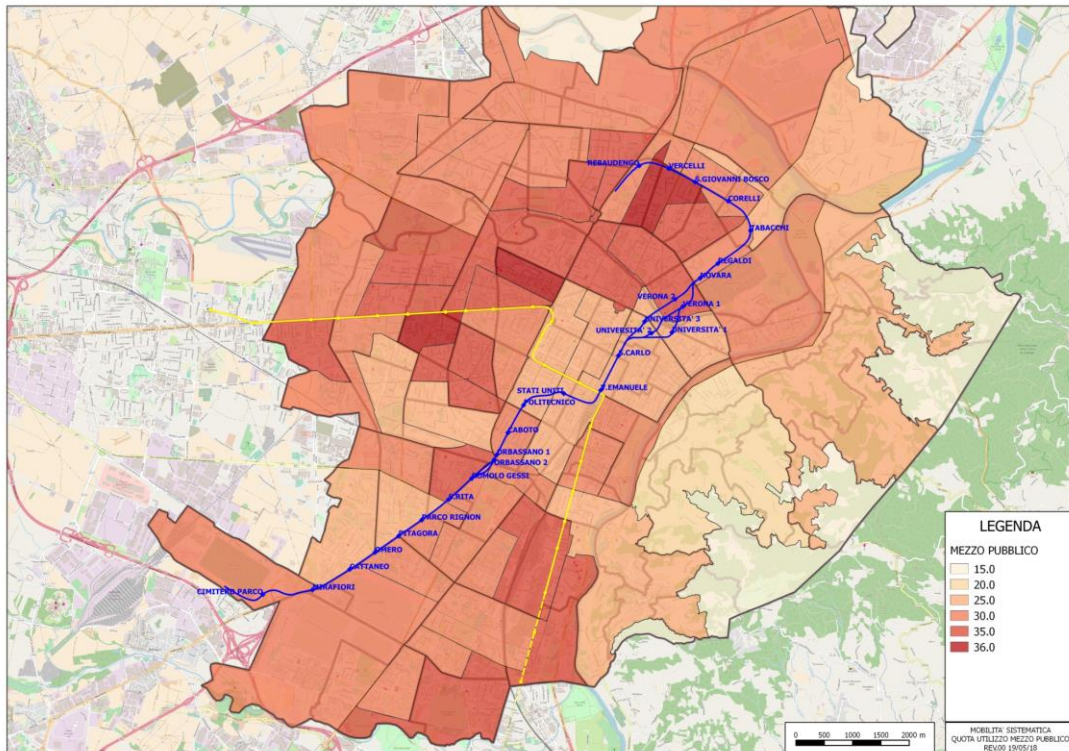 REBAUDENGO
VERCELLI
S.GIOVANNI BOSCO
CORELLI
TABACCHI
REGALDI
NOVARA
VERONA 2
VERONA 1
UNIVERSITA' 3
UNIVERSITA' 2
UNIVERSITA' 1
S.CARLO
V.EMANUELE
STATI UNITI
POLITECNICO
CABOTO
ORBASSANO 1
ORBASSANO 2
ROMOLO GESSI
S.RITA
PARCO RIGNON
PITAGORA
OMERO
CATTANEO
MIRAFIORI
CIMITERO PARCO
LEGENDA
MEZZO PUBBLICO
15.0
20.0
25.0
30.0
35.0
36.0
0 1000 2000 m
MOBILITA' SISTEMATICA
QUOTA UTILIZZO MEZZO PUBBLICO
REV.00 19/05/18